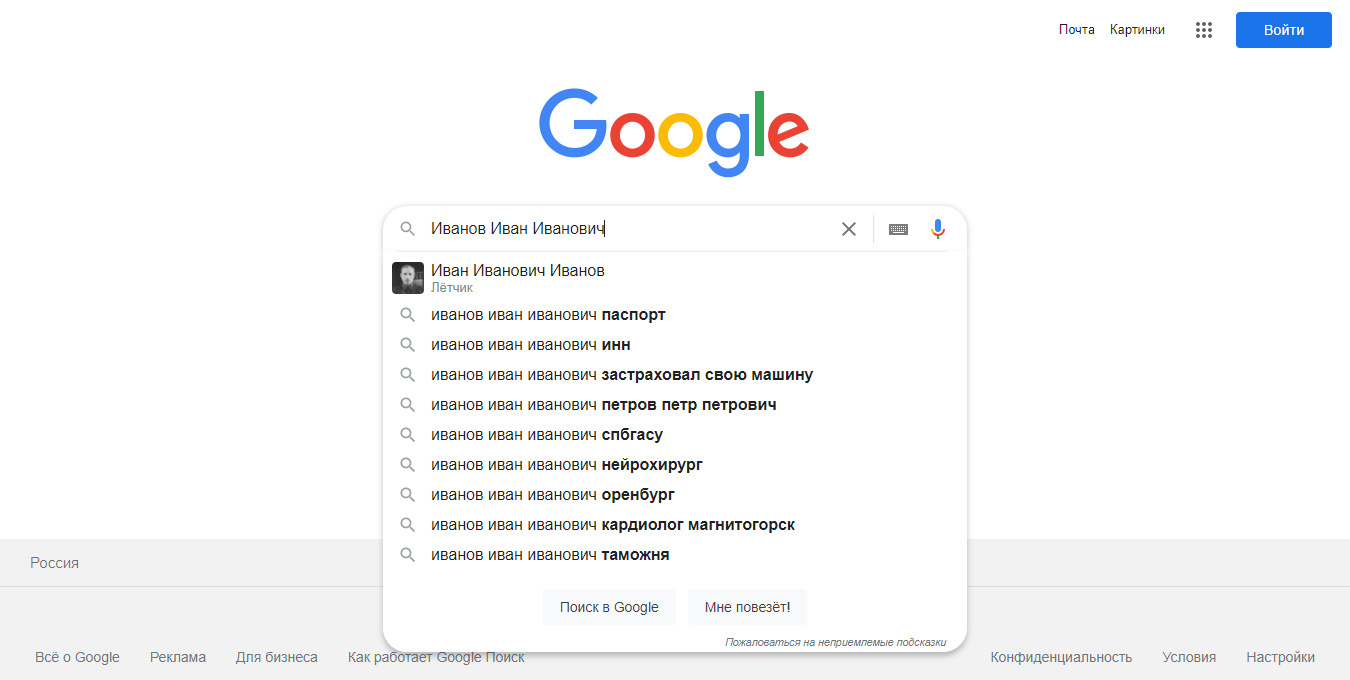 Почта Картинки Войти
Google
Иванов Иван Иванович
Иван Иванович Иванов
Лётчик
иванов иван иванович паспорт
иванов иван иванович инн
иванов иван иванович застраховал свою машину
иванов иван иванович петров петр петрович
иванов иван иванович спбгасу
иванов иван иванович нейрохирург
иванов иван иванович оренбург
иванов иван иванович кардиолог магнитогорск
иванов иван иванович таможня
Россия
Поиск в Google Мне повезёт!
Пожаловаться на неприемлемые подсказки
Всё о Google Реклама Для бизнеса Как работает Google Поиск Конфиденциальность Условия Настройки